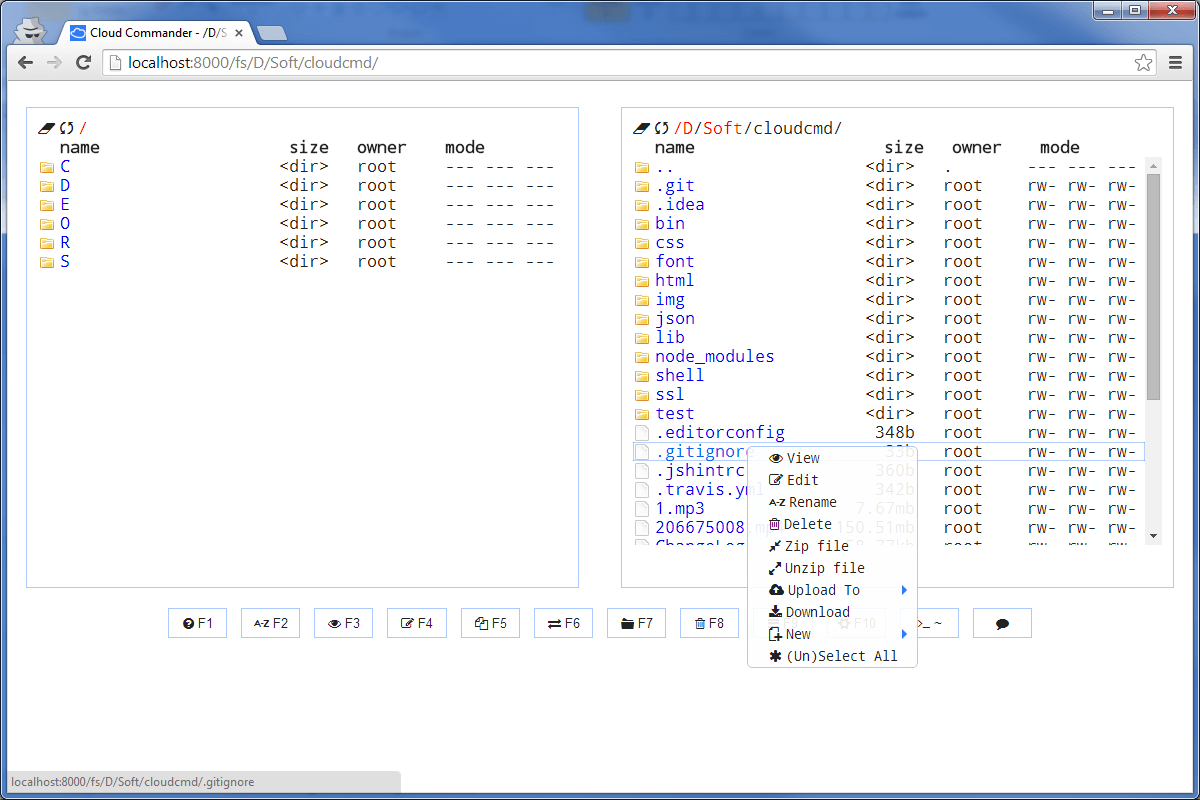 Cloud Commander - /D/S
localhost:8000/fs/D/Soft/cloudcmd/
/
name size owner mode
C <dir> root --- --- ---
D <dir> root --- --- ---
E <dir> root --- --- ---
O <dir> root --- --- ---
R <dir> root --- --- ---
S <dir> root --- --- ---
/D/Soft/cloudcmd/
name size owner mode
.. <dir> . --- --- ---
.git <dir> root rw- rw- rw-
.idea <dir> root rw- rw- rw-
bin <dir> root rw- rw- rw-
css <dir> root rw- rw- rw-
font <dir> root rw- rw- rw-
html <dir> root rw- rw- rw-
img <dir> root rw- rw- rw-
json <dir> root rw- rw- rw-
lib <dir> root rw- rw- rw-
node_modules <dir> root rw- rw- rw-
shell <dir> root rw- rw- rw-
ssl <dir> root rw- rw- rw-
test <dir> root rw- rw- rw-
.editorconfig 348b root rw- rw- rw-
.gitignore 33b root rw- rw- rw-
.jshintrc 360b root rw- rw- rw-
.travis.yml 342b root rw- rw- rw-
1.mp3 7.67mb root rw- rw- rw-
206675008.mp 150.51mb root rw- rw- rw-
ChangeLog root rw- rw- rw-
View
Edit
A-Z Rename
Delete
Zip file
Unzip file
Upload To
Download
New
(Un)Select All
F1
A-Z F2
F3
F4
F5
F6
F7
F8
F10
>_ ~
localhost:8000/fs/D/Soft/cloudcmd/.gitignore